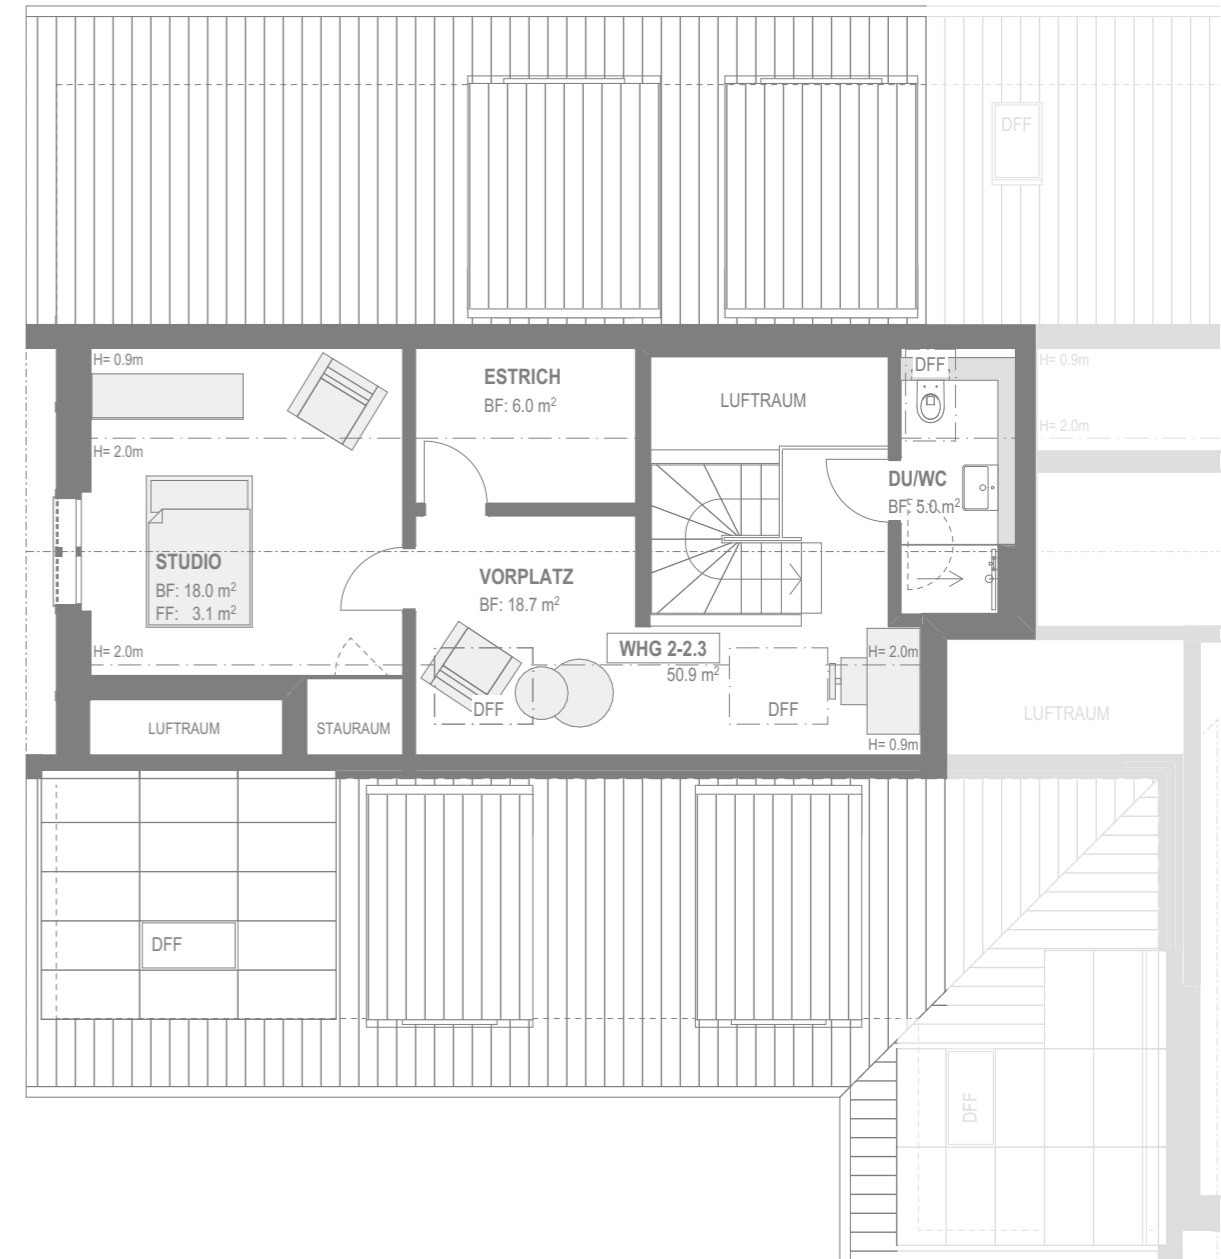 DFF
H= 0.9m
ESTRICH
BF: 6.0 m²
LUFTRAUM
DFF
H= 0.9m
H= 2.0m
H= 2.0m
DU/WC
BF: 5.0 m²
STUDIO
BF: 18.0 m²
FF: 3.1 m²
VORPLATZ
BF: 18.7 m²
H= 2.0m
WHG 2-2.3
50.9 m²
H= 2.0m
DFF
DFF
LUFTRAUM
STAURAUM
H= 0.9m
LUFTRAUM
DFF
DFF